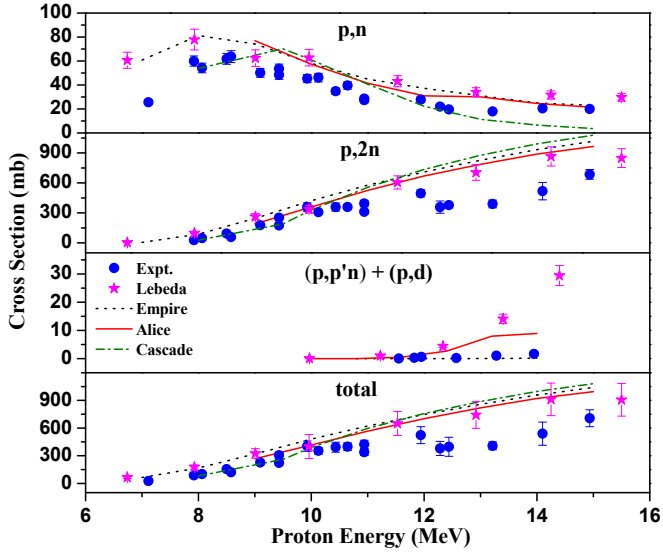 p,n
100
80
60
40
20
0
p,2n
900
600
300
0
(p,p'n) + (p,d)
30
20
10
0
Expt.
Lebeda
Empire
Alice
Cascade
total
900
600
300
0
6 8 10 12 14 16
Proton Energy (MeV)
Cross Section (mb)